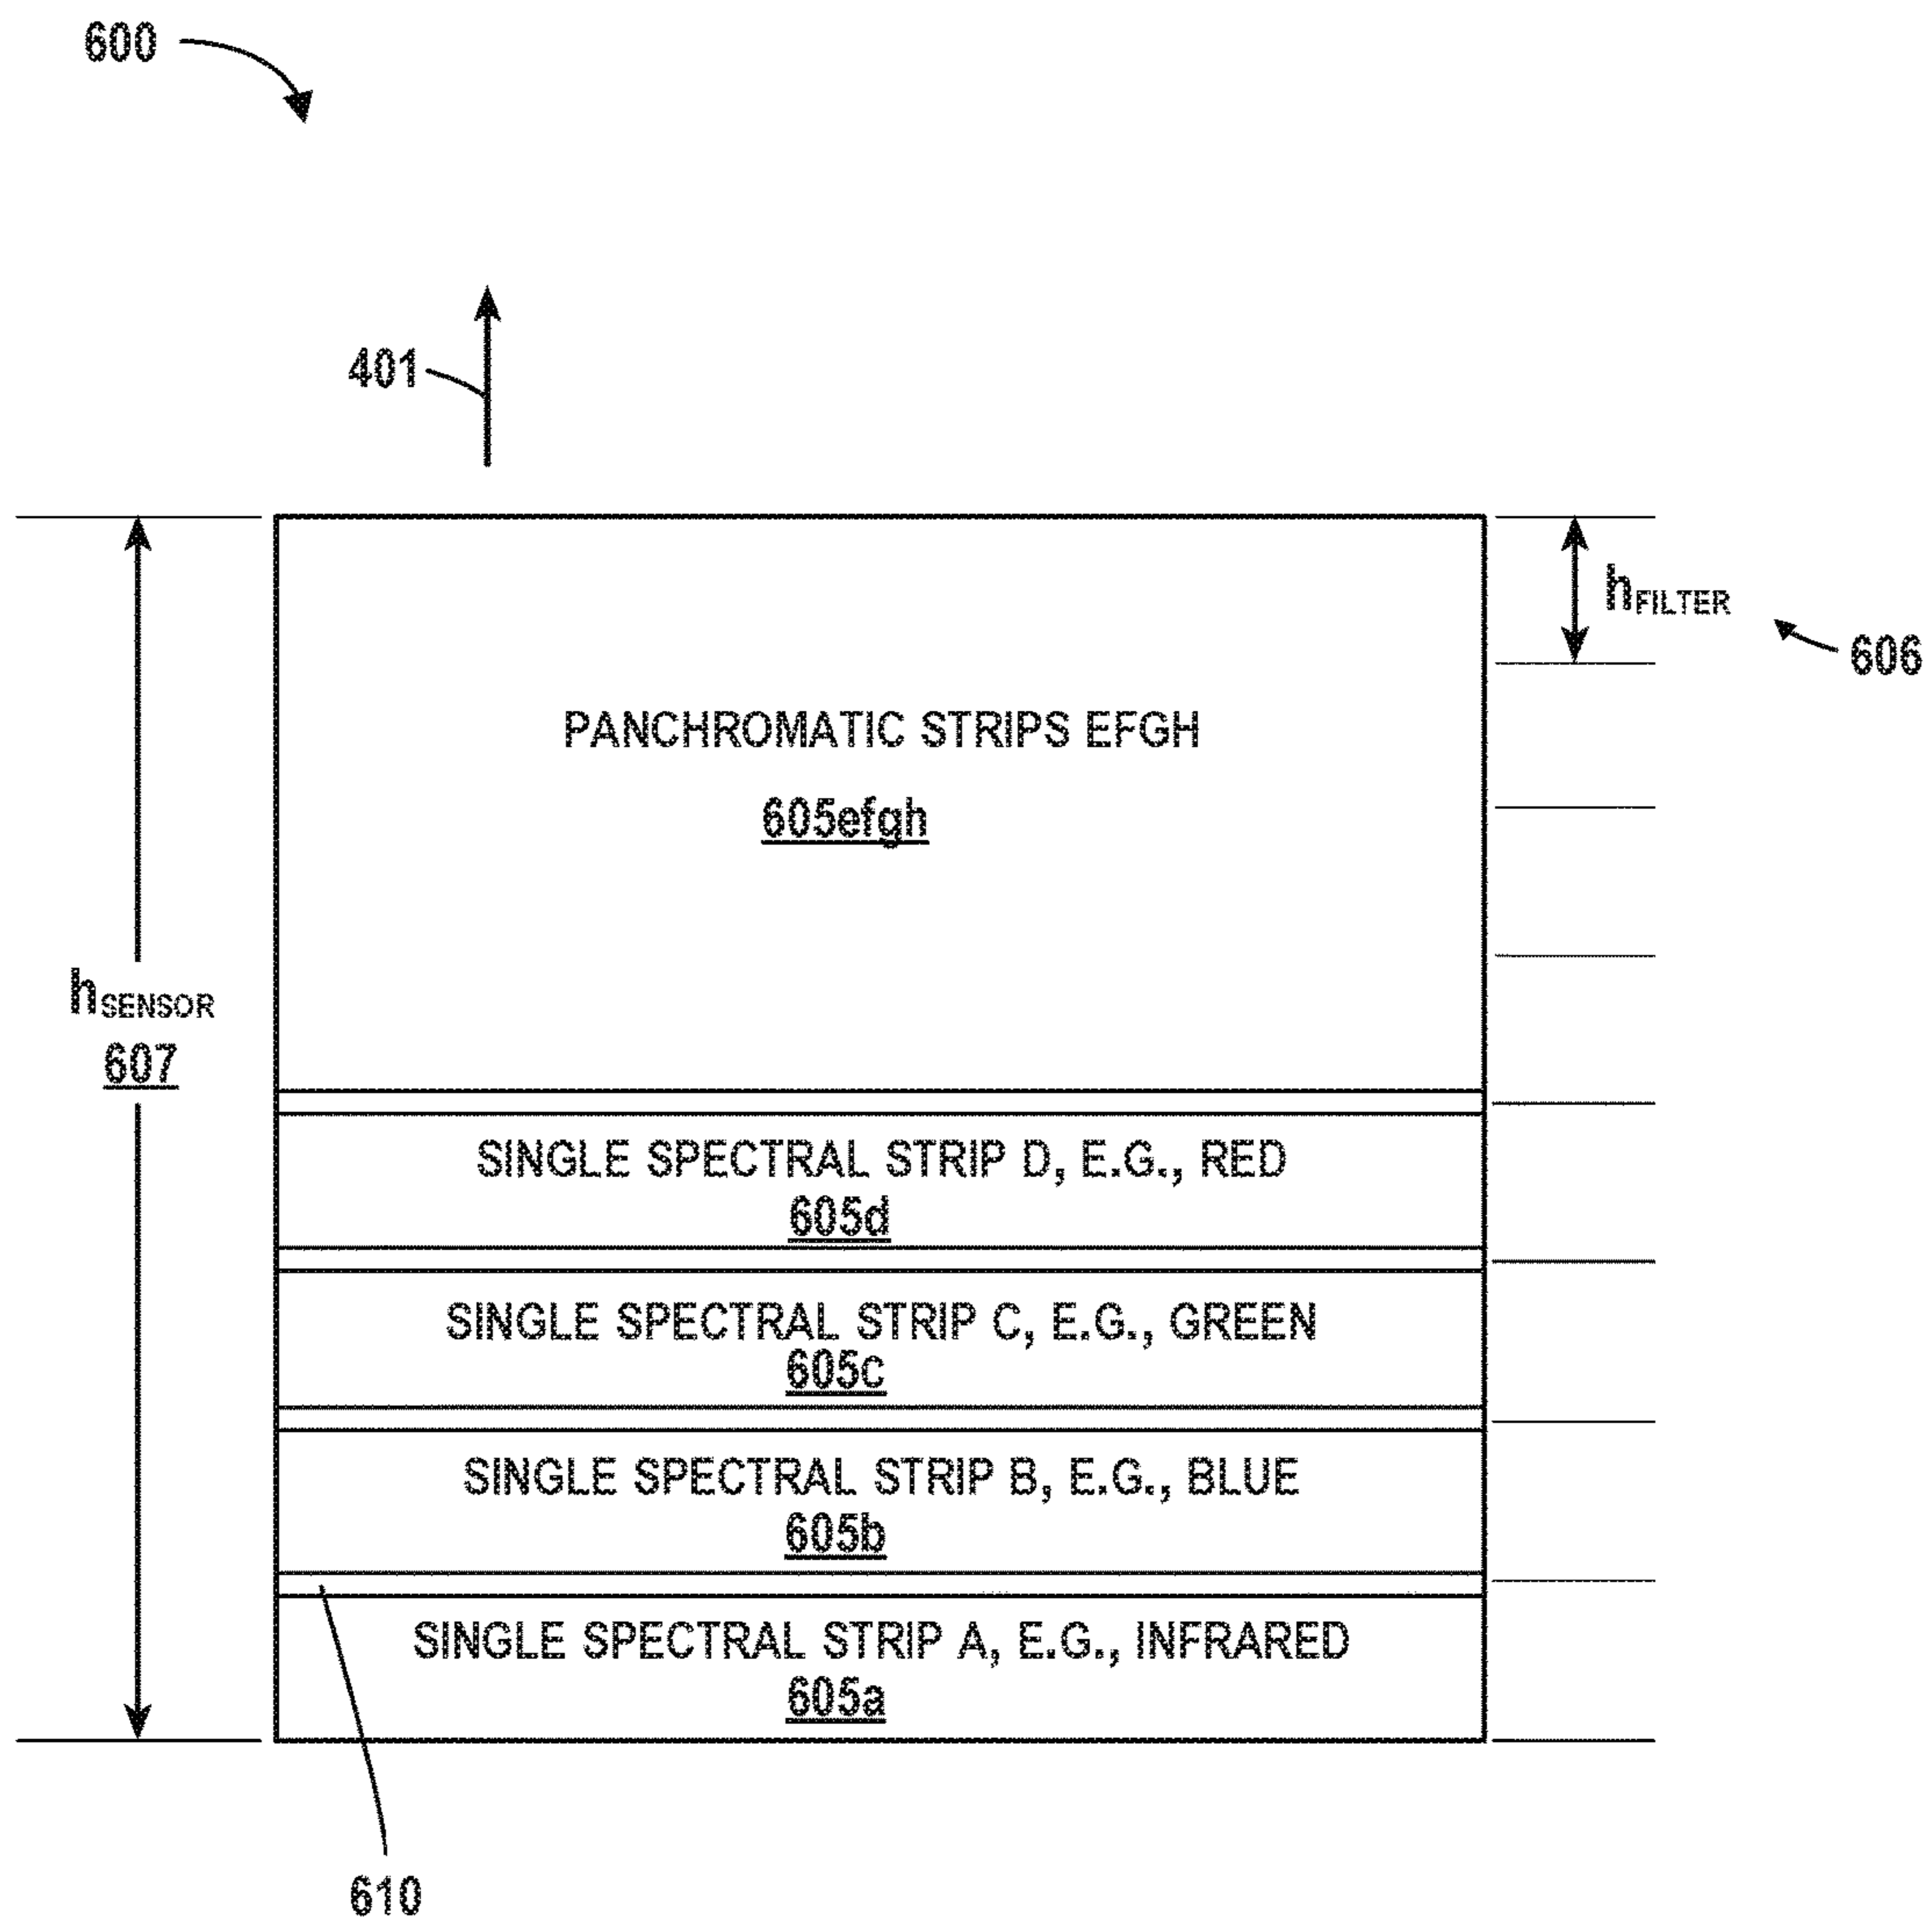 600
401
hFILTER
606
PANCHROMATIC STRIPS EFGH
605efgh
hSENSOR
607
SINGLE SPECTRAL STRIP D, E.G., RED
605d
SINGLE SPECTRAL STRIP C, E.G., GREEN
605c
SINGLE SPECTRAL STRIP B, E.G., BLUE
605b
SINGLE SPECTRAL STRIP A, E.G., INFRARED
605a
610